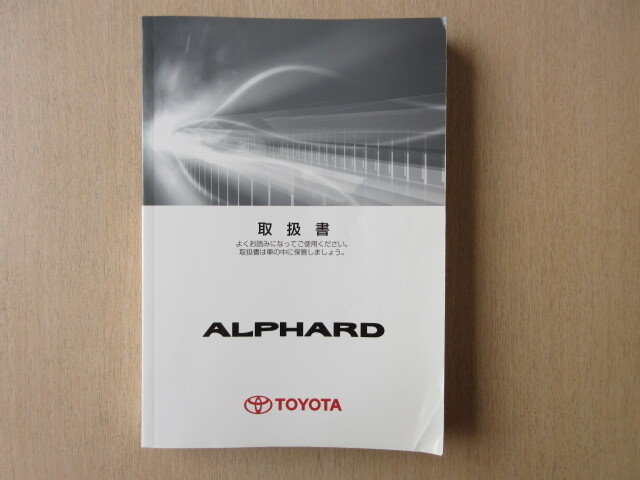 取扱書
よくお読みになってご使用ください。
取扱書は車の中に保管しましょう。
ALPHARD
TOYOTA